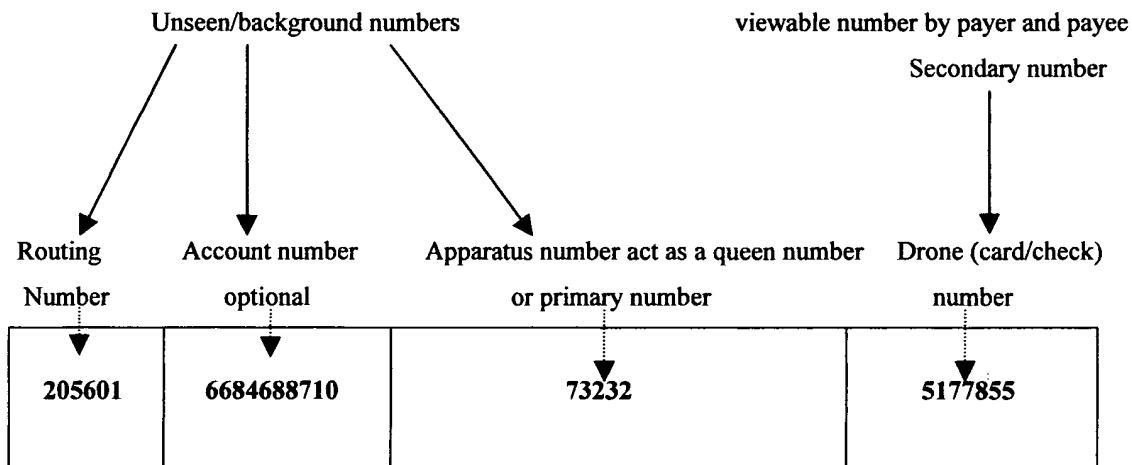 Unseen/background numbers
viewable number by payer and payee
Secondary number
Routing
Number
Account number
optional
Apparatus number act as a queen number
or primary number
Drone (card/check)
number
205601
6684688710
73232
5177855